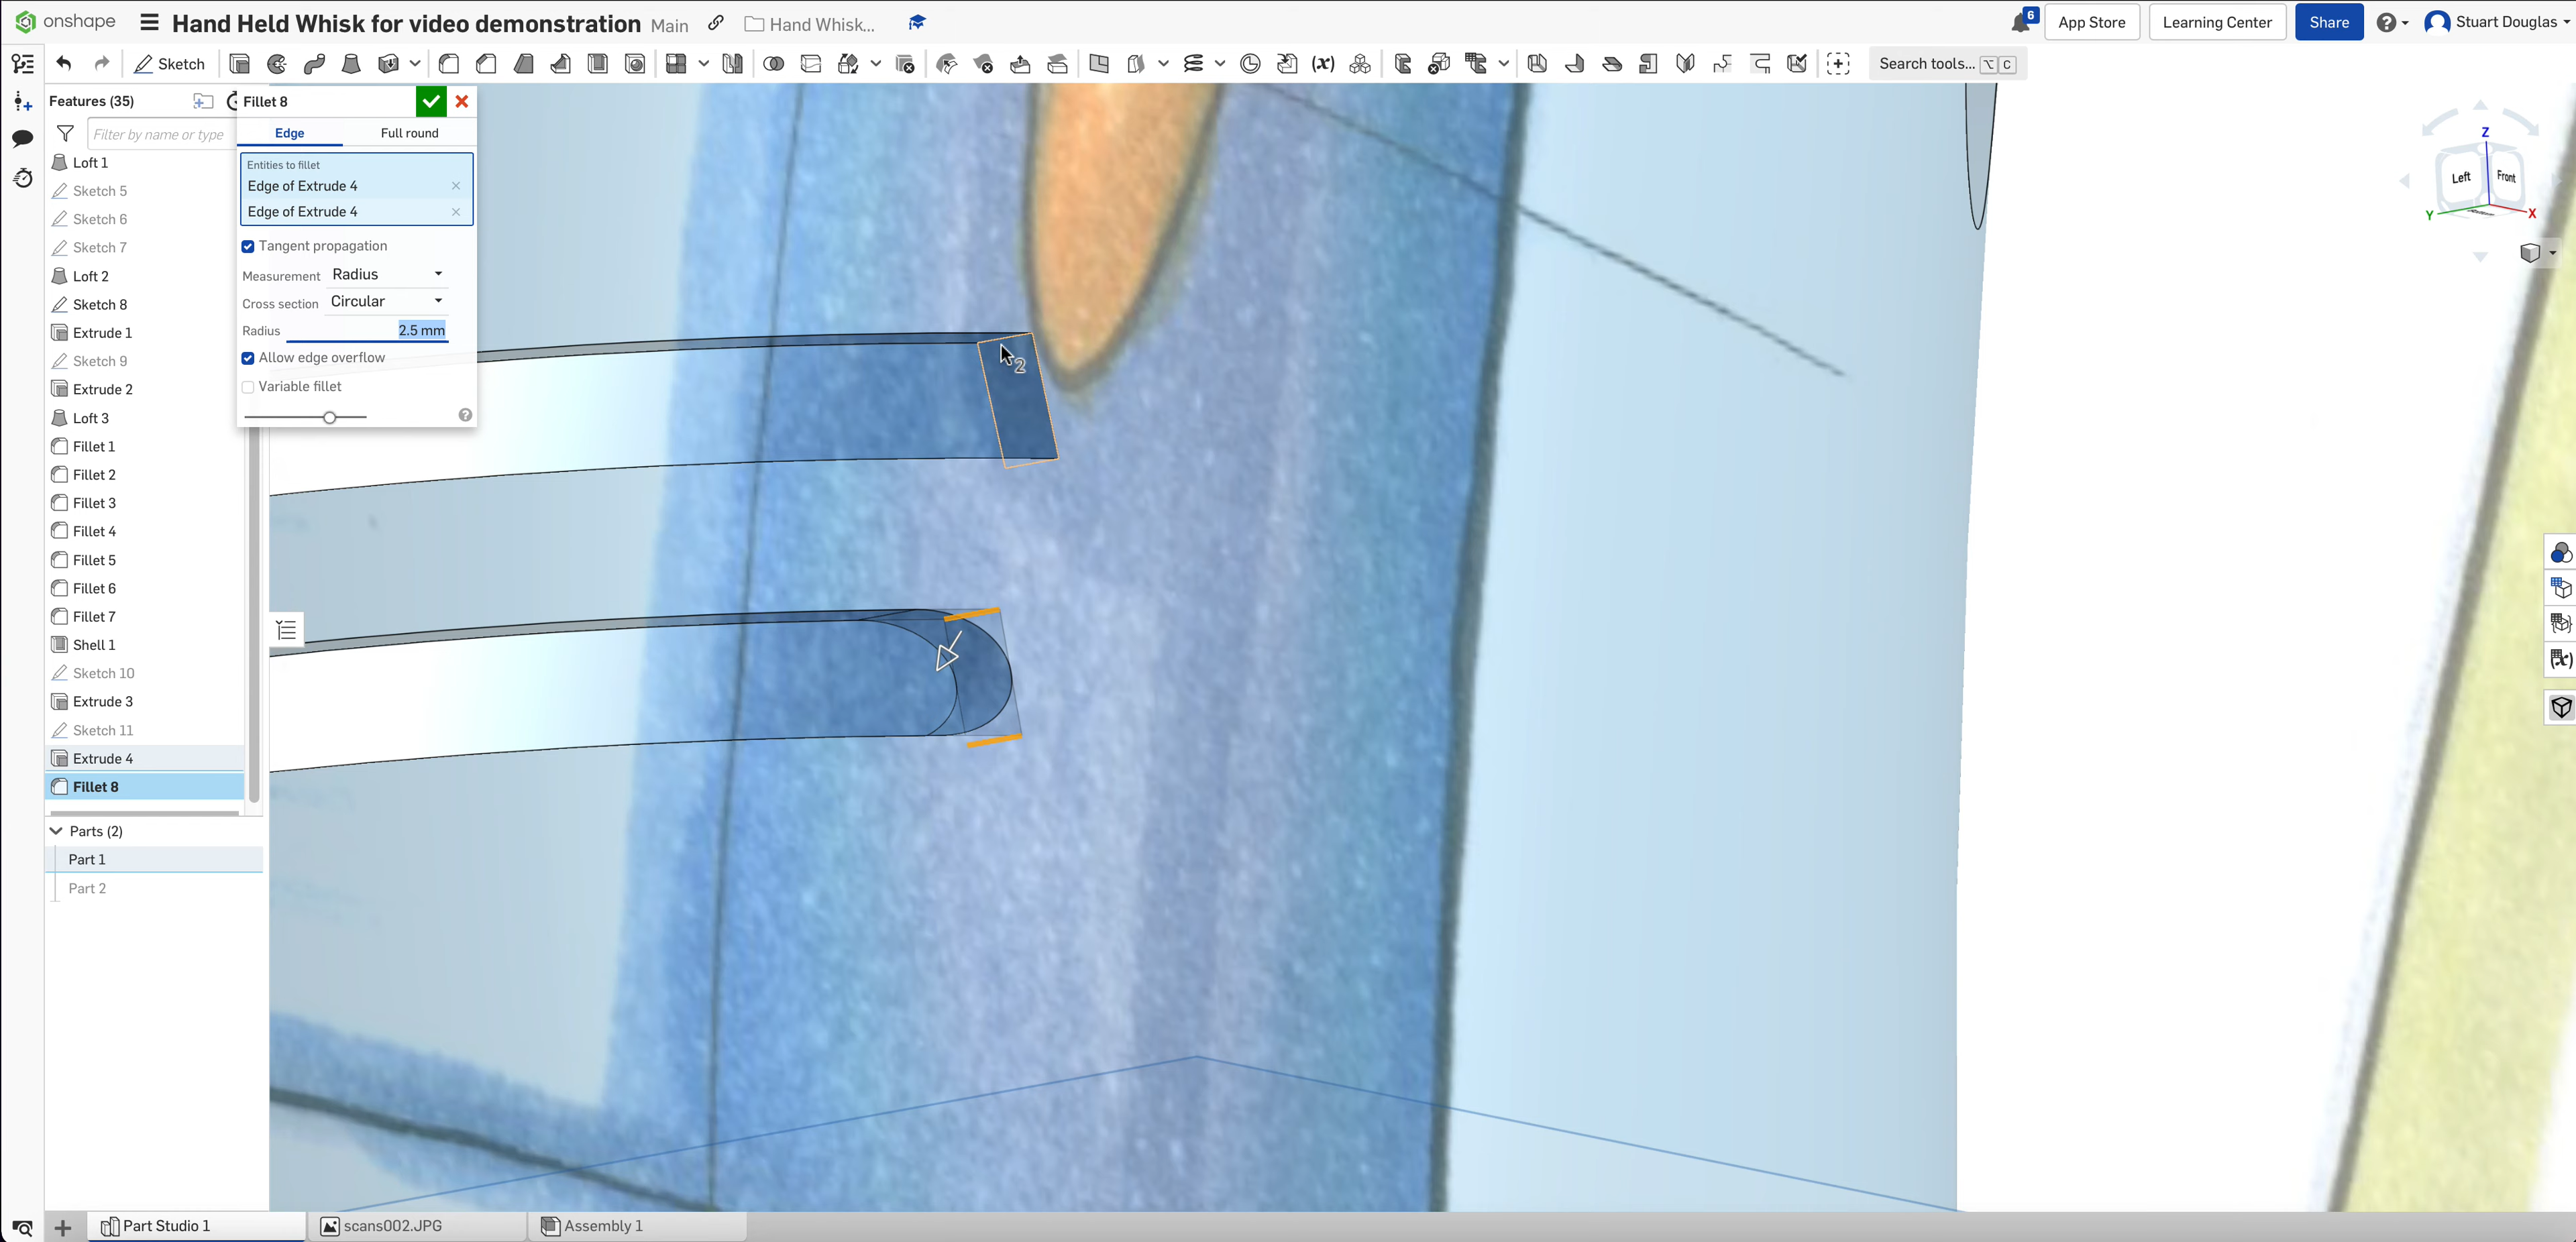 onshape
Hand Held Whisk for video demonstration Main Hand Whisk...
6
App Store
Learning Center
Share
Stuart Douglas
Sketch
Search tools... ⌥ C
Features (35)
Filter by name or type
Loft 1
Sketch 5
Sketch 6
Sketch 7
Loft 2
Sketch 8
Extrude 1
Sketch 9
Extrude 2
Loft 3
Fillet 1
Fillet 2
Fillet 3
Fillet 4
Fillet 5
Fillet 6
Fillet 7
Shell 1
Sketch 10
Extrude 3
Sketch 11
Extrude 4
Fillet 8
Parts (2)
Part 1
Part 2
Fillet 8
Edge
Full round
Entities to fillet
Edge of Extrude 4
Edge of Extrude 4
Tangent propagation
Measurement Radius
Cross section Circular
Radius 2.5 mm
Allow edge overflow
Variable fillet
2
Z
Left
Front
Y
X
Part Studio 1
scans002.JPG
Assembly 1